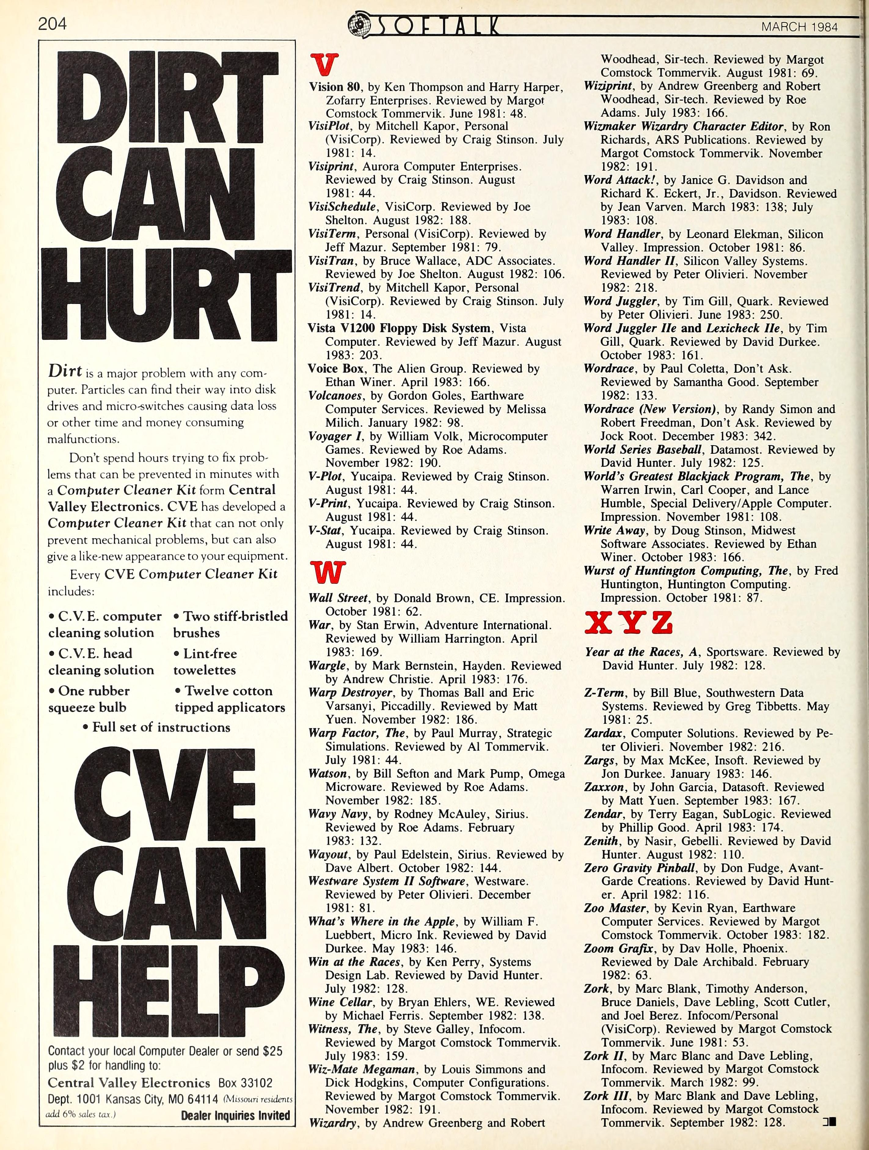 204
SOFTALK
MARCH 1984
DIRT
CAN
HURT
Dirt is a major problem with any com-
puter. Particles can find their way into disk
drives and micro-switches causing data loss
or other time and money consuming
malfunctions.
Don't spend hours trying to fix prob-
lems that can be prevented in minutes with
a Computer Cleaner Kit form Central
Valley Electronics. CVE has developed a
Computer Cleaner Kit that can not only
prevent mechanical problems, but can also
give a like-new appearance to your equipment.
Every CVE Computer Cleaner Kit
includes:
• C.V.E. computer
cleaning solution
• C.V.E. head
cleaning solution
• One rubber
squeeze bulb
• Two stiff-bristled
brushes
• Lint-free
towelettes
• Twelve cotton
tipped applicators
• Full set of instructions
CVE
CAN
HELP
Contact your local Computer Dealer or send $25
plus $2 for handling to:
Central Valley Electronics Box 33102
Dept. 1001 Kansas City, MO 64114 (Missouri residents
add 6% sales tax.) Dealer Inquiries Invited
V
Vision 80, by Ken Thompson and Harry Harper,
Zofarry Enterprises. Reviewed by Margot
Comstock Tommervik. June 1981: 48.
VisiPlot, by Mitchell Kapor, Personal
(VisiCorp). Reviewed by Craig Stinson. July
1981: 14.
Visiprint, Aurora Computer Enterprises.
Reviewed by Craig Stinson. August
1981: 44.
VisiSchedule, VisiCorp. Reviewed by Joe
Shelton. August 1982: 188.
VisiTerm, Personal (VisiCorp). Reviewed by
Jeff Mazur. September 1981: 79.
VisiTran, by Bruce Wallace, ADC Associates.
Reviewed by Joe Shelton. August 1982: 106.
VisiTrend, by Mitchell Kapor, Personal
(VisiCorp). Reviewed by Craig Stinson. July
1981: 14.
Vista V1200 Floppy Disk System, Vista
Computer. Reviewed by Jeff Mazur. August
1983: 203.
Voice Box, The Alien Group. Reviewed by
Ethan Winer. April 1983: 166.
Volcanoes, by Gordon Goles, Earthware
Computer Services. Reviewed by Melissa
Milich. January 1982: 98.
Voyager I, by William Volk, Microcomputer
Games. Reviewed by Roe Adams.
November 1982: 190.
V-Plot, Yucaipa. Reviewed by Craig Stinson.
August 1981: 44.
V-Print, Yucaipa. Reviewed by Craig Stinson.
August 1981: 44.
V-Stat, Yucaipa. Reviewed by Craig Stinson.
August 1981: 44.
W
Wall Street, by Donald Brown, CE. Impression.
October 1981: 62.
War, by Stan Erwin, Adventure International.
Reviewed by William Harrington. April
1983: 169.
Wargle, by Mark Bernstein, Hayden. Reviewed
by Andrew Christie. April 1983: 176.
Warp Destroyer, by Thomas Ball and Eric
Varsanyi, Piccadilly. Reviewed by Matt
Yuen. November 1982: 186.
Warp Factor, The, by Paul Murray, Strategic
Simulations. Reviewed by Al Tommervik.
July 1981: 44.
Watson, by Bill Sefton and Mark Pump, Omega
Microware. Reviewed by Roe Adams.
November 1982: 185.
Wavy Navy, by Rodney McAuley, Sirius.
Reviewed by Roe Adams. February
1983: 132.
Wayout, by Paul Edelstein, Sirius. Reviewed by
Dave Albert. October 1982: 144.
Westware System II Software, Westware.
Reviewed by Peter Olivieri. December
1981: 81.
What's Where in the Apple, by William F.
Luebbert, Micro Ink. Reviewed by David
Durkee. May 1983: 146.
Win at the Races, by Ken Perry, Systems
Design Lab. Reviewed by David Hunter.
July 1982: 128.
Wine Cellar, by Bryan Ehlers, WE. Reviewed
by Michael Ferris. September 1982: 138.
Witness, The, by Steve Galley, Infocom.
Reviewed by Margot Comstock Tommervik.
July 1983: 159.
Wiz-Mate Megaman, by Louis Simmons and
Dick Hodgkins, Computer Configurations.
Reviewed by Margot Comstock Tommervik.
November 1982: 191.
Wizardry, by Andrew Greenberg and Robert
Woodhead, Sir-tech. Reviewed by Margot
Comstock Tommervik. August 1981: 69.
Wiziprint, by Andrew Greenberg and Robert
Woodhead, Sir-tech. Reviewed by Roe
Adams. July 1983: 166.
Wizmaker Wizardry Character Editor, by Ron
Richards, ARS Publications. Reviewed by
Margot Comstock Tommervik. November
1982: 191.
Word Attack!, by Janice G. Davidson and
Richard K. Eckert, Jr., Davidson. Reviewed
by Jean Varven. March 1983: 138; July
1983: 108.
Word Handler, by Leonard Elekman, Silicon
Valley. Impression. October 1981: 86.
Word Handler II, Silicon Valley Systems.
Reviewed by Peter Olivieri. November
1982: 218.
Word Juggler, by Tim Gill, Quark. Reviewed
by Peter Olivieri. June 1983: 250.
Word Juggler IIe and Lexicheck IIe, by Tim
Gill, Quark. Reviewed by David Durkee.
October 1983: 161.
Wordrace, by Paul Coletta, Don't Ask.
Reviewed by Samantha Good. September
1982: 133.
Wordrace (New Version), by Randy Simon and
Robert Freedman, Don't Ask. Reviewed by
Jock Root. December 1983: 342.
World Series Baseball, Datamost. Reviewed by
David Hunter. July 1982: 125.
World's Greatest Blackjack Program, The, by
Warren Irwin, Carl Cooper, and Lance
Humble, Special Delivery/Apple Computer.
Impression. November 1981: 108.
Write Away, by Doug Stinson, Midwest
Software Associates. Reviewed by Ethan
Winer. October 1983: 166.
Wurst of Huntington Computing, The, by Fred
Huntington, Huntington Computing.
Impression. October 1981: 87.
XYZ
Year at the Races, A, Sportsware. Reviewed by
David Hunter. July 1982: 128.
Z-Term, by Bill Blue, Southwestern Data
Systems. Reviewed by Greg Tibbetts. May
1981: 25.
Zardax, Computer Solutions. Reviewed by Pe-
ter Olivieri. November 1982: 216.
Zargs, by Max McKee, Insoft. Reviewed by
Jon Durkee. January 1983: 146.
Zaxxon, by John Garcia, Datasoft. Reviewed
by Matt Yuen. September 1983: 167.
Zendar, by Terry Eagan, SubLogic. Reviewed
by Phillip Good. April 1983: 174.
Zenith, by Nasir, Gebelli. Reviewed by David
Hunter. August 1982: 110.
Zero Gravity Pinball, by Don Fudge, Avant-
Garde Creations. Reviewed by David Hunt-
er. April 1982: 116.
Zoo Master, by Kevin Ryan, Earthware
Computer Services. Reviewed by Margot
Comstock Tommervik. October 1983: 182.
Zoom Grafix, by Dav Holle, Phoenix.
Reviewed by Dale Archibald. February
1982: 63.
Zork, by Marc Blank, Timothy Anderson,
Bruce Daniels, Dave Lebling, Scott Cutler,
and Joel Berez. Infocom/Personal
(VisiCorp). Reviewed by Margot Comstock
Tommervik. June 1981: 53.
Zork II, by Marc Blanc and Dave Lebling,
Infocom. Reviewed by Margot Comstock
Tommervik. March 1982: 99.
Zork III, by Marc Blank and Dave Lebling,
Infocom. Reviewed by Margot Comstock
Tommervik. September 1982: 128.